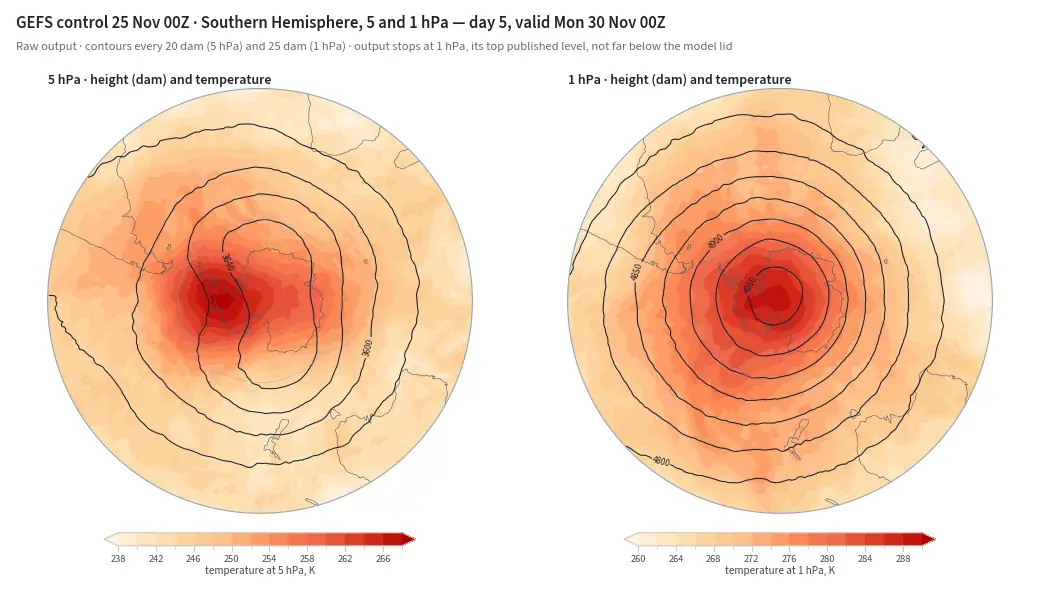 GEFS control 25 Nov 00Z · Southern Hemisphere, 5 and 1 hPa — day 5, valid Mon 30 Nov 00Z
Raw output · contours every 20 dam (5 hPa) and 25 dam (1 hPa) · output stops at 1 hPa, its top published level, not far below the model lid
5 hPa · height (dam) and temperature
1 hPa · height (dam) and temperature
3640
3600
4900
4850
4800
238 242 246 250 254 258 262 266
temperature at 5 hPa, K
260 264 268 272 276 280 284 288
temperature at 1 hPa, K